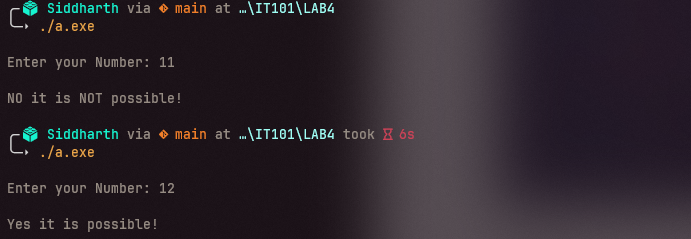 Siddharth via main at …\IT101\LAB4
./a.exe
Enter your Number: 11
NO it is NOT possible!
Siddharth via main at …\IT101\LAB4 took 6s
./a.exe
Enter your Number: 12
Yes it is possible!